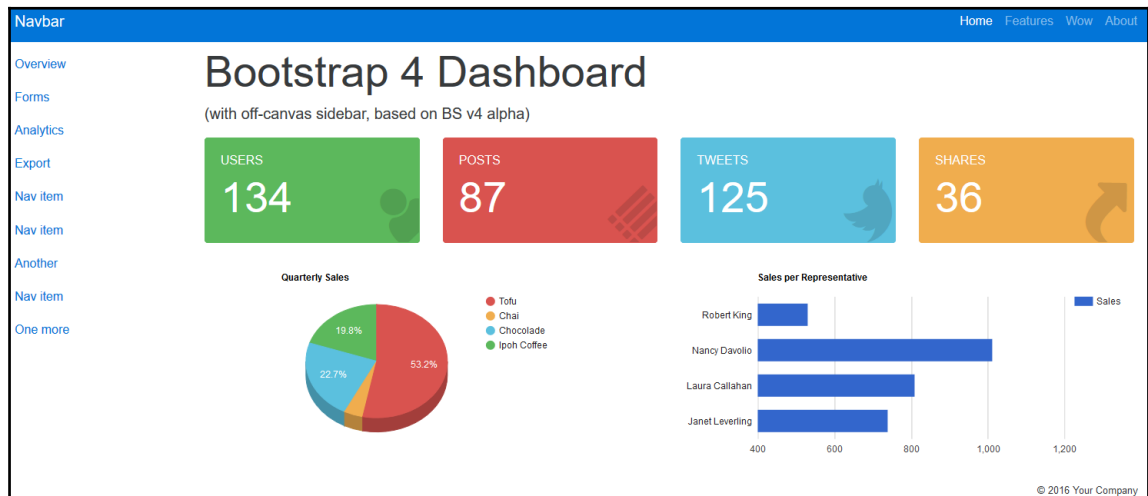 Navbar
Home Features Wow About
Overview
Forms
Analytics
Export
Nav item
Nav item
Another
Nav item
One more
Bootstrap 4 Dashboard
(with off-canvas sidebar, based on BS v4 alpha)
USERS
134
POSTS
87
TWEETS
125
SHARES
36
Quarterly Sales
Tofu
Chai
Chocolade
Ipoh Coffee
19.8%
53.2%
22.7%
Sales per Representative
Sales
Robert King
Nancy Davolio
Laura Callahan
Janet Leverling
400 600 800 1,000 1,200
© 2016 Your Company